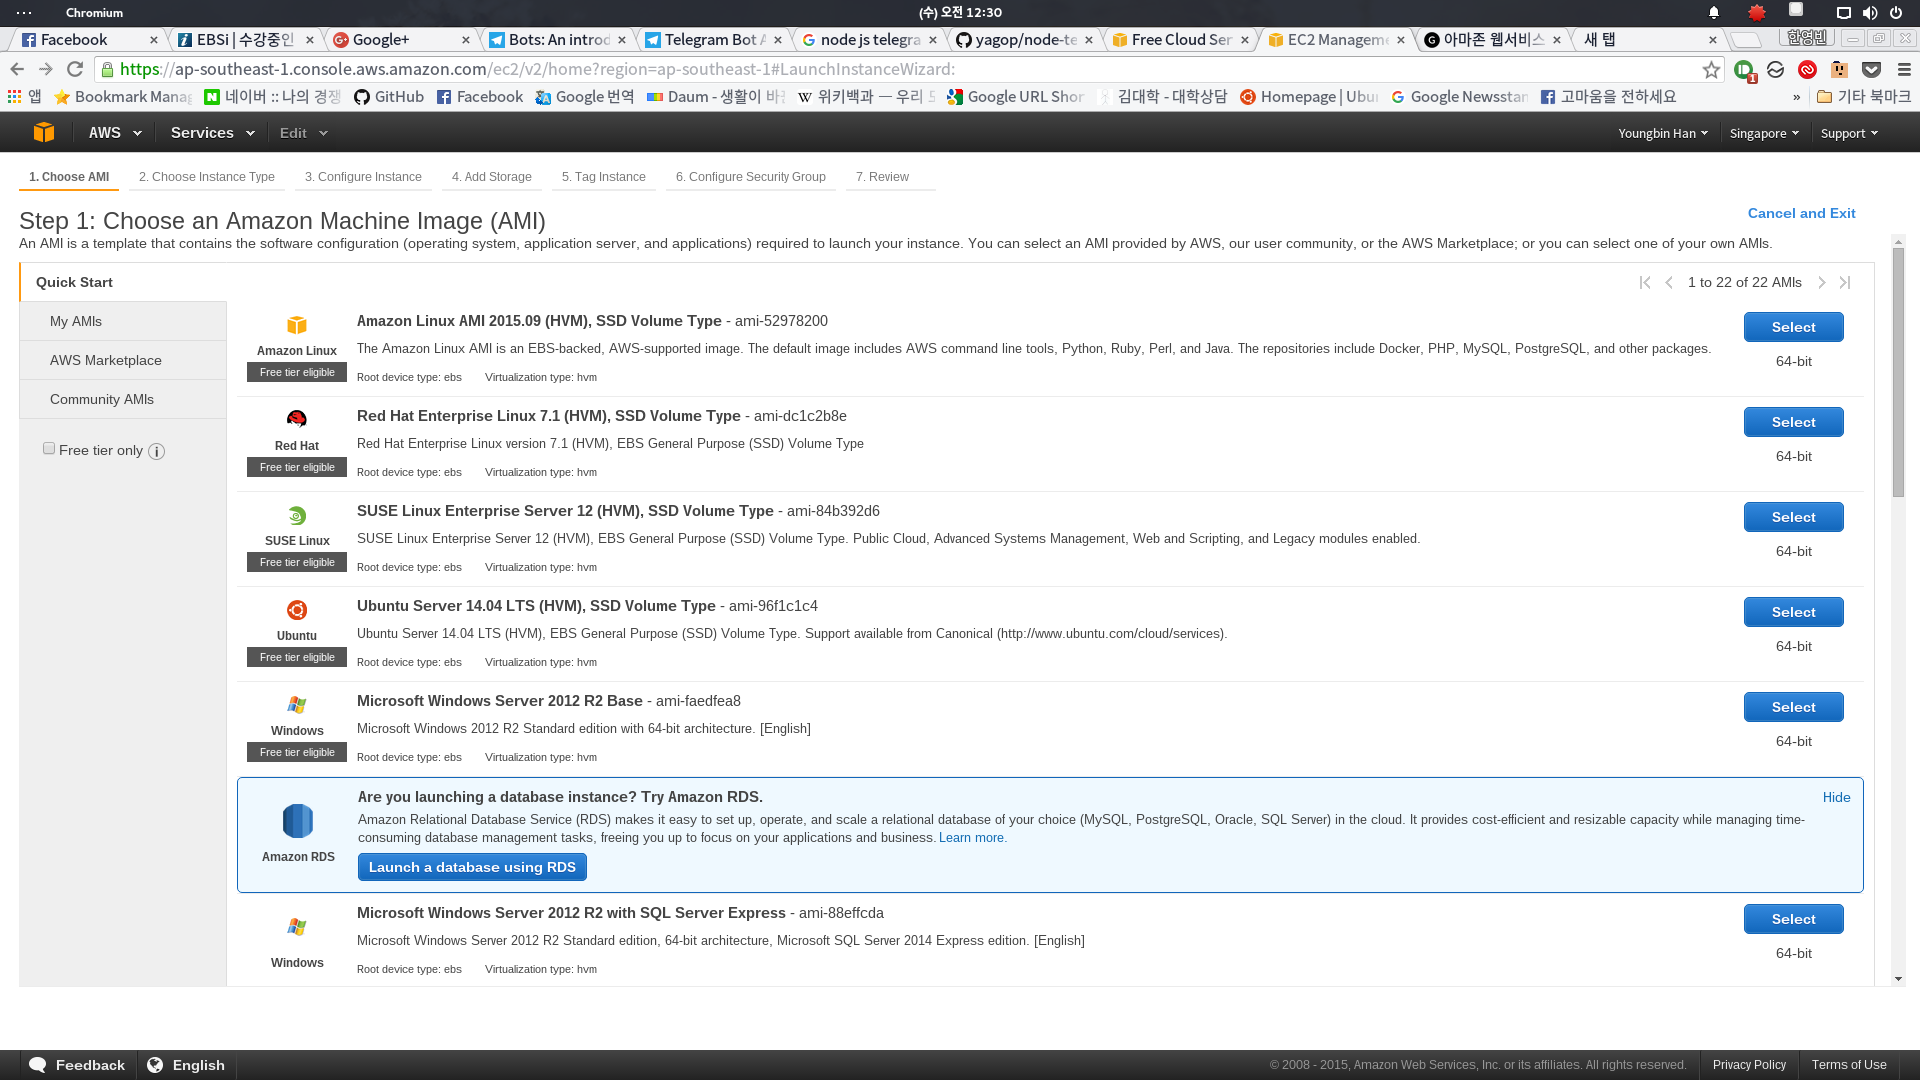 Chromium
(수) 오전 12:30
Facebook
EBSi | 수강중인
Google+
Bots: An introd
Telegram Bot A
node js telegra
yagop/node-te
Free Cloud Ser
EC2 Manageme
아마존 웹서비스
새 탭
한영빈
https://ap-southeast-1.console.aws.amazon.com/ec2/v2/home?region=ap-southeast-1#LaunchInstanceWizard:
앱
Bookmark Manag
네이버 :: 나의 경쟁
GitHub
Facebook
Google 번역
Daum - 생활이 바뀐
위키백과 — 우리 모
Google URL Shor
김대학 - 대학상담
Homepage | Ubu
Google Newsstan
고마움을 전하세요
»
기타 북마크
AWS
Services
Edit
Youngbin Han
Singapore
Support
1. Choose AMI
2. Choose Instance Type
3. Configure Instance
4. Add Storage
5. Tag Instance
6. Configure Security Group
7. Review
Step 1: Choose an Amazon Machine Image (AMI)
Cancel and Exit
An AMI is a template that contains the software configuration (operating system, application server, and applications) required to launch your instance. You can select an AMI provided by AWS, our user community, or the AWS Marketplace; or you can select one of your own AMIs.
Quick Start
1 to 22 of 22 AMIs
My AMIs
AWS Marketplace
Community AMIs
Free tier only
Amazon Linux
Free tier eligible
Amazon Linux AMI 2015.09 (HVM), SSD Volume Type - ami-52978200
The Amazon Linux AMI is an EBS-backed, AWS-supported image. The default image includes AWS command line tools, Python, Ruby, Perl, and Java. The repositories include Docker, PHP, MySQL, PostgreSQL, and other packages.
Root device type: ebs Virtualization type: hvm
Select
64-bit
Red Hat
Free tier eligible
Red Hat Enterprise Linux 7.1 (HVM), SSD Volume Type - ami-dc1c2b8e
Red Hat Enterprise Linux version 7.1 (HVM), EBS General Purpose (SSD) Volume Type
Root device type: ebs Virtualization type: hvm
Select
64-bit
SUSE Linux
Free tier eligible
SUSE Linux Enterprise Server 12 (HVM), SSD Volume Type - ami-84b392d6
SUSE Linux Enterprise Server 12 (HVM), EBS General Purpose (SSD) Volume Type. Public Cloud, Advanced Systems Management, Web and Scripting, and Legacy modules enabled.
Root device type: ebs Virtualization type: hvm
Select
64-bit
Ubuntu
Free tier eligible
Ubuntu Server 14.04 LTS (HVM), SSD Volume Type - ami-96f1c1c4
Ubuntu Server 14.04 LTS (HVM), EBS General Purpose (SSD) Volume Type. Support available from Canonical (http://www.ubuntu.com/cloud/services).
Root device type: ebs Virtualization type: hvm
Select
64-bit
Windows
Free tier eligible
Microsoft Windows Server 2012 R2 Base - ami-faedfea8
Microsoft Windows 2012 R2 Standard edition with 64-bit architecture. [English]
Root device type: ebs Virtualization type: hvm
Select
64-bit
Amazon RDS
Are you launching a database instance? Try Amazon RDS.
Hide
Amazon Relational Database Service (RDS) makes it easy to set up, operate, and scale a relational database of your choice (MySQL, PostgreSQL, Oracle, SQL Server) in the cloud. It provides cost-efficient and resizable capacity while managing time-
consuming database management tasks, freeing you up to focus on your applications and business. Learn more.
Launch a database using RDS
Windows
Microsoft Windows Server 2012 R2 with SQL Server Express - ami-88effcda
Microsoft Windows Server 2012 R2 Standard edition, 64-bit architecture, Microsoft SQL Server 2014 Express edition. [English]
Root device type: ebs Virtualization type: hvm
Select
64-bit
Feedback
English
© 2008 - 2015, Amazon Web Services, Inc. or its affiliates. All rights reserved.
Privacy Policy
Terms of Use